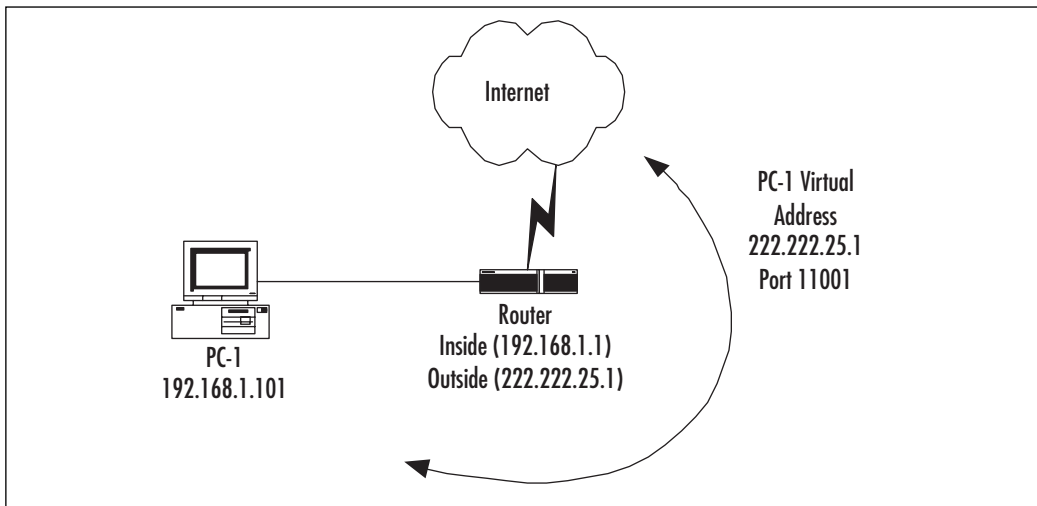 Internet
PC-1 Virtual
Address
222.222.25.1
Port 11001
Router
Inside (192.168.1.1)
Outside (222.222.25.1)
PC-1
192.168.1.101